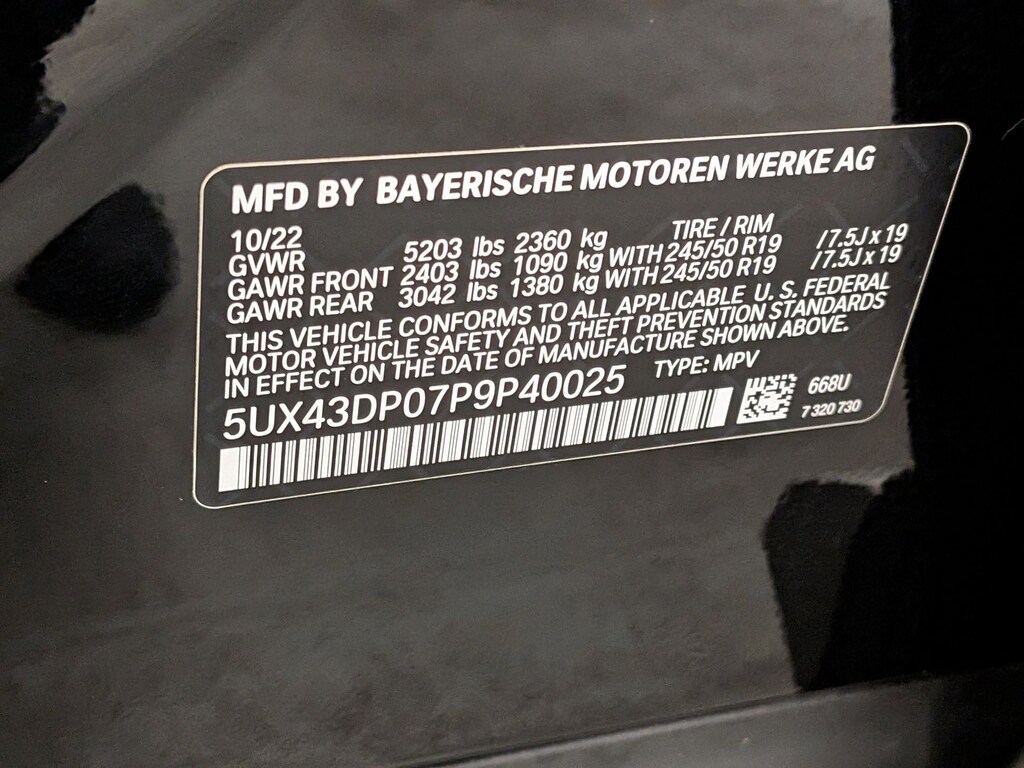 MFD BY BAYERISCHE MOTOREN WERKE AG
10/22 TIRE / RIM
GVWR 5203 lbs 2360 kg
GAWR FRONT 2403 lbs 1090 kg WITH 245/50 R19 /7.5J x 19
GAWR REAR 3042 lbs 1380 kg WITH 245/50 R19 /7.5J x 19
THIS VEHICLE CONFORMS TO ALL APPLICABLE U. S. FEDERAL
MOTOR VEHICLE SAFETY AND THEFT PREVENTION STANDARDS
IN EFFECT ON THE DATE OF MANUFACTURE SHOWN ABOVE.
5UX43DP07P9P40025 TYPE: MPV
668U
7 320 730